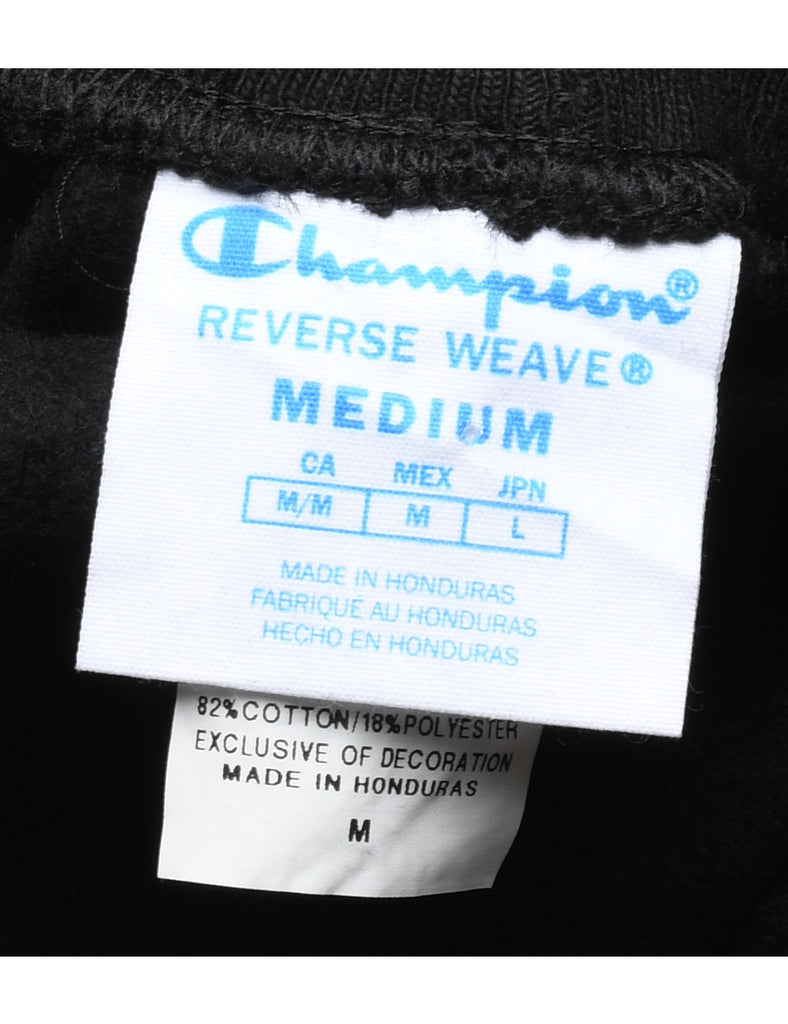 Champion®
REVERSE WEAVE®
MEDIUM
CA MEX JPN
M/M M L
MADE IN HONDURAS
FABRIQUÉ AU HONDURAS
HECHO EN HONDURAS
82%COTTON/18%POLYESTER
EXCLUSIVE OF DECORATION
MADE IN HONDURAS
M